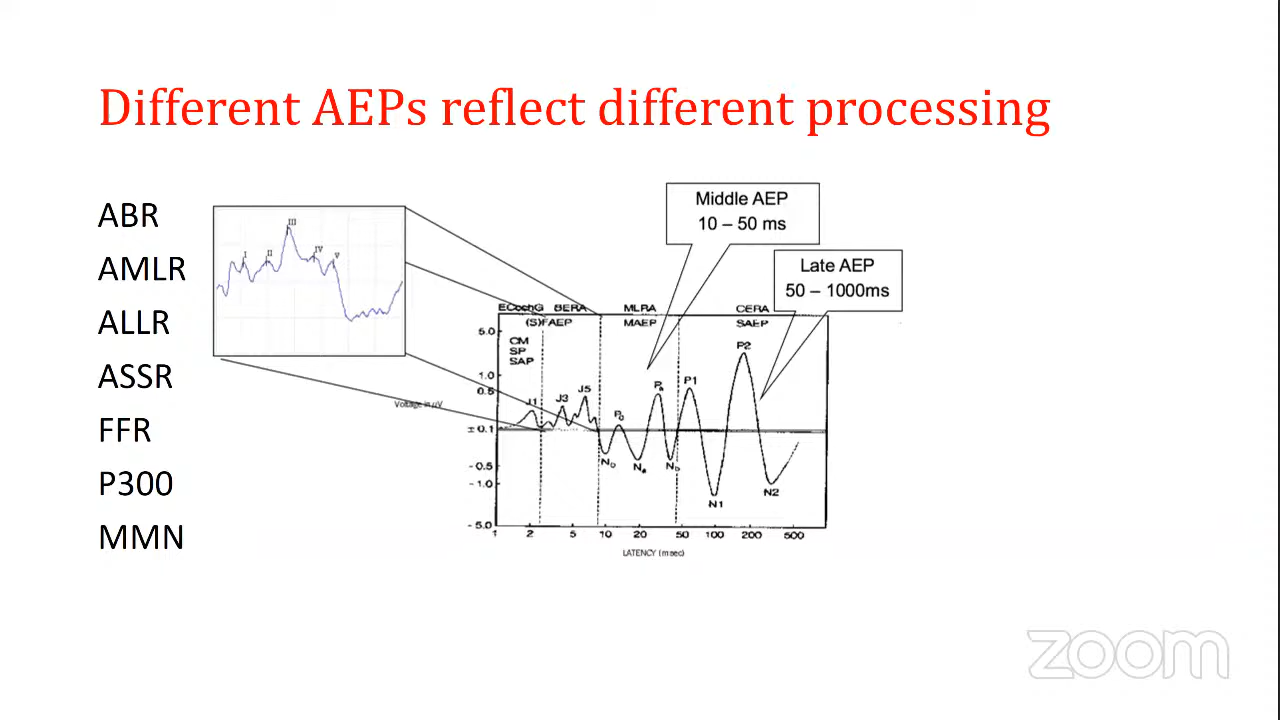 Different AEPs reflect different processing
ABR
AMLR
ALLR
ASSR
FFR
P300
MMN
I
II
III
IV
V
Middle AEP
10 – 50 ms
Late AEP
50 – 1000ms
ECochG BERA MLRA CERA
(S)FAEP MAEP SAEP
CM
SP
SAP
5.0
1.0
0.5
± 0.1
-0.5
-1.0
-5.0
Voltage in µV
J1
J3
J5
Pa
P1
P2
Na
Nb
N1
N2
1 2 5 10 20 50 100 200 500
LATENCY (msec)
zoom